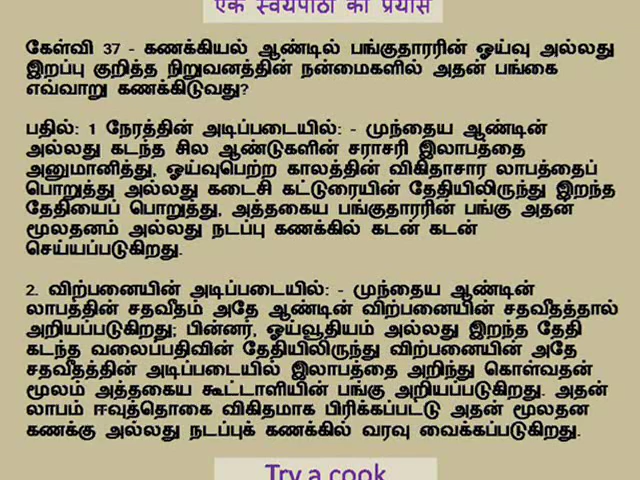 एक स्वयंपाठी का प्रयास
கேள்வி 37 - கணக்கியல் ஆண்டில் பங்குதாரரின் ஓய்வு அல்லது
இறப்பு குறித்த நிறுவனத்தின் நன்மைகளில் அதன் பங்கை
எவ்வாறு கணக்கிடுவது?
பதில்: 1 நேரத்தின் அடிப்படையில்: - முந்தைய ஆண்டின்
அல்லது கடந்த சில ஆண்டுகளின் சராசரி இலாபத்தை
அனுமானித்து, ஓய்வுபெற்ற காலத்தின் விகிதாசார லாபத்தைப்
பொறுத்து அல்லது கடைசி கட்டுரையின் தேதியிலிருந்து இறந்த
தேதியைப் பொறுத்து, அத்தகைய பங்குதாரரின் பங்கு அதன்
மூலதனம் அல்லது நடப்பு கணக்கில் கடன் கடன்
செய்யப்படுகிறது.
2. விற்பனையின் அடிப்படையில்: - முந்தைய ஆண்டின்
லாபத்தின் சதவீதம் அதே ஆண்டின் விற்பனையின் சதவீதத்தால்
அறியப்படுகிறது; பின்னர், ஓய்வூதியம் அல்லது இறந்த தேதி
கடந்த வலைப்பதிவின் தேதியிலிருந்து விற்பனையின் அதே
சதவீதத்தின் அடிப்படையில் இலாபத்தை அறிந்து கொள்வதன்
மூலம் அத்தகைய கூட்டாளியின் பங்கு அறியப்படுகிறது. அதன்
லாபம் ஈவுத்தொகை விகிதமாக பிரிக்கப்பட்டு அதன் மூலதன
கணக்கு அல்லது நடப்புக் கணக்கில் வரவு வைக்கப்படுகிறது.
Try a cook